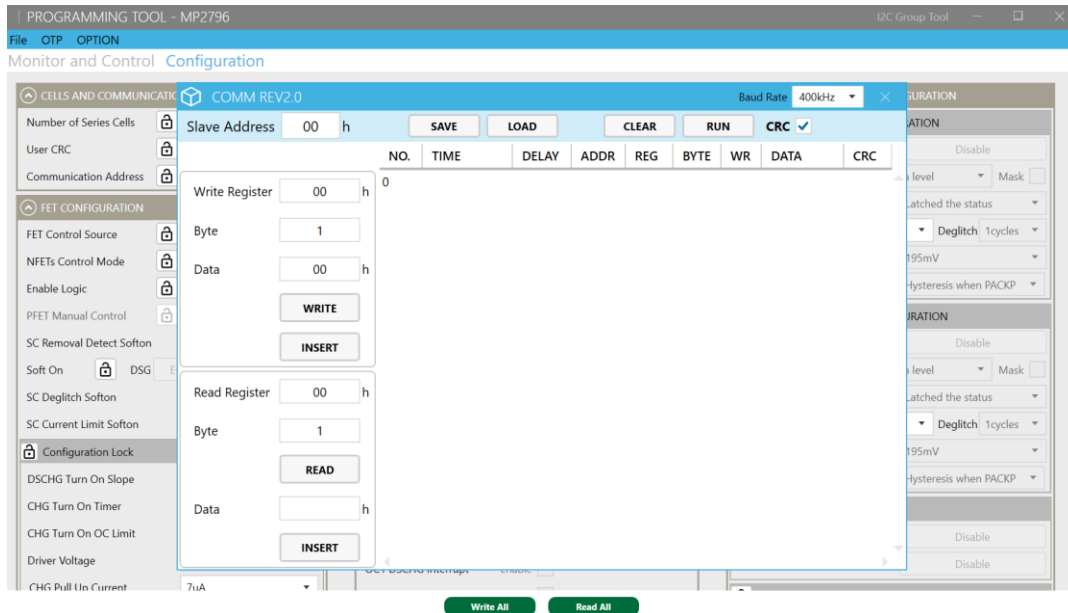 PROGRAMMING TOOL - MP2796 I2C Group Tool
File OTP OPTION
Monitor and Control Configuration
CELLS AND COMMUNICATIC COMM REV2.0 Baud Rate 400kHz GURATION
Number of Series Cells Slave Address 00 h SAVE LOAD CLEAR RUN CRC ATION
User CRC NO. TIME DELAY ADDR REG BYTE WR DATA CRC Disable
Communication Address Write Register 00 h 0 level Mask
FET CONFIGURATION Latched the status
FET Control Source Byte 1 Deglitch 1cycles
NFETs Control Mode Data 00 h 195mV
Enable Logic WRITE Hysteresis when PACKP
PFET Manual Control URATION
SC Removal Detect Softon INSERT Disable
Soft On DSG E level Mask
SC Deglitch Softon Read Register 00 h Latched the status
SC Current Limit Softon Byte 1 Deglitch 1cycles
Configuration Lock 195mV
DSCHG Turn On Slope READ Hysteresis when PACKP
CHG Turn On Timer Data h
CHG Turn On OC Limit Disable
Driver Voltage INSERT Disable
CHG Pull Up Current 7uA OCT DSCHG Interrupt Enable
Write All Read All